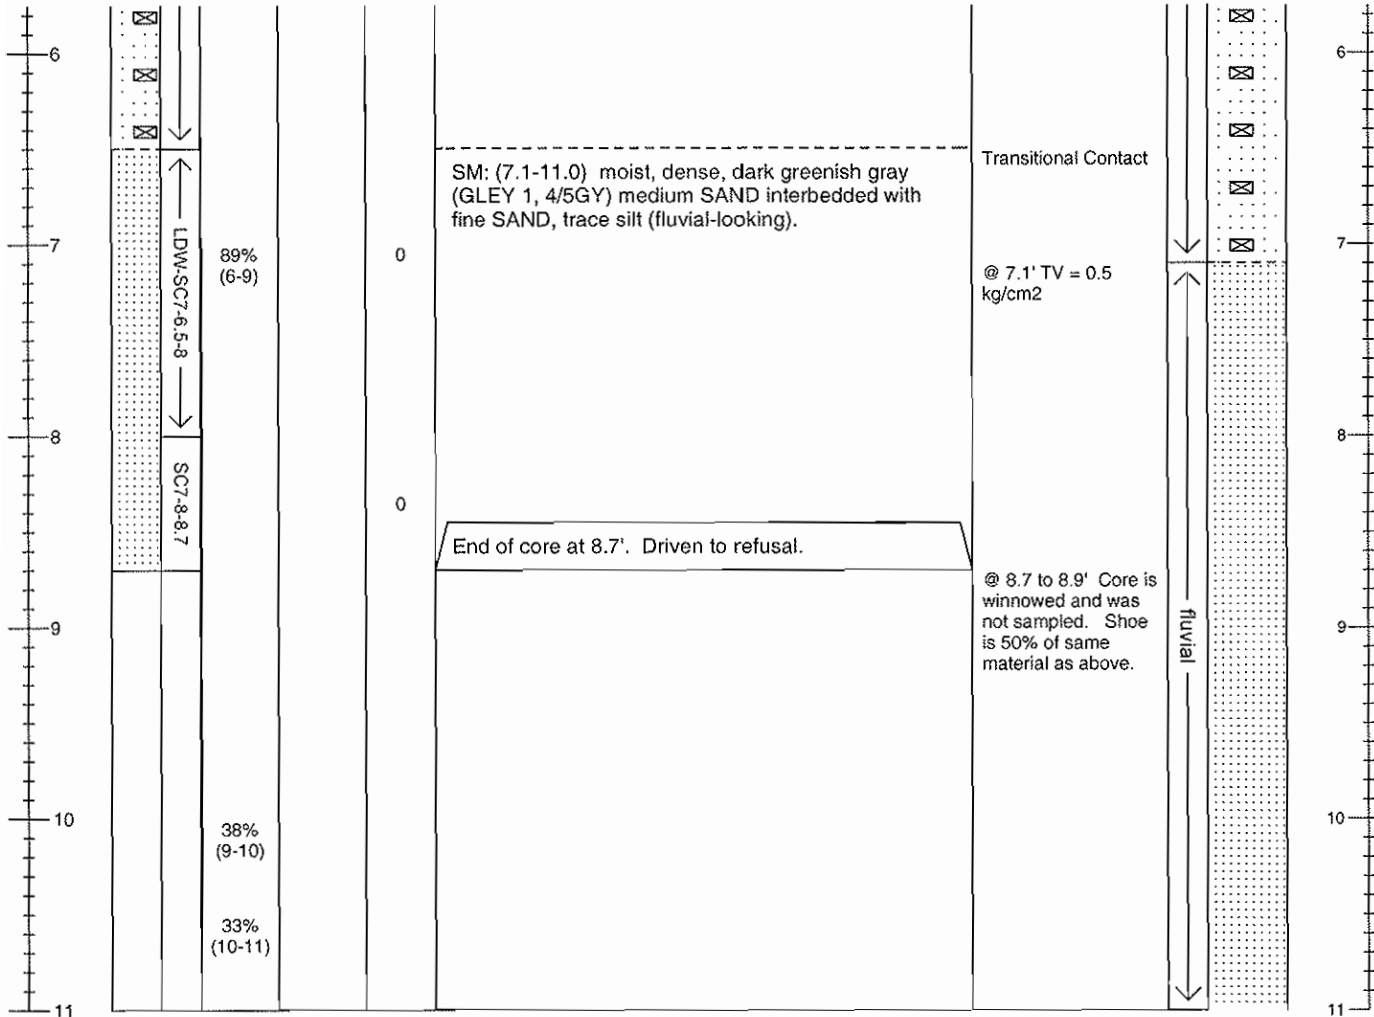 6
6
Transitional Contact
SM: (7.1-11.0) moist, dense, dark greenish gray
(GLEY 1, 4/5GY) medium SAND interbedded with
fine SAND, trace silt (fluvial-looking).
LDW-SC7-6.5-8
7
89%
(6-9)
0
@ 7.1' TV = 0.5
kg/cm2
7
8
8
SC7-8-8.7
0
End of core at 8.7'. Driven to refusal.
@ 8.7 to 8.9' Core is
winnowed and was
not sampled. Shoe
is 50% of same
material as above.
fluvial
9
9
10
38%
(9-10)
10
33%
(10-11)
11
11